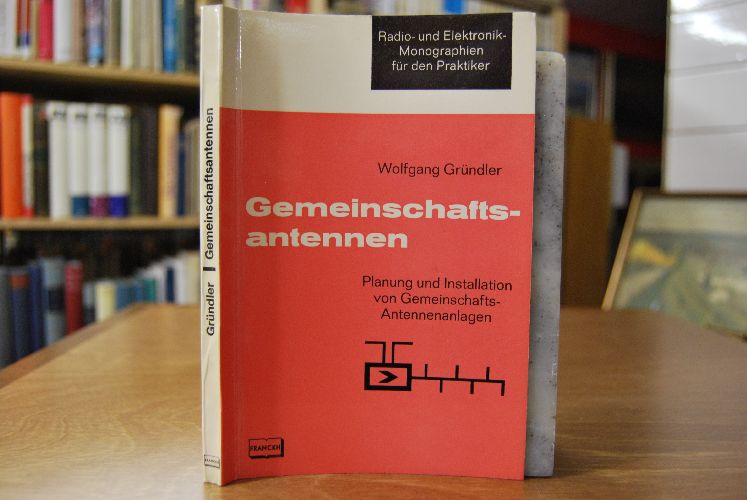 Radio- und Elektronik-
Monographien
für den Praktiker
Wolfgang Gründler
Gemeinschafts-
antennen
Planung und Installation
von Gemeinschafts-
Antennenanlagen
FRANCKH
Gründler Gemeinschaftsantennen
FRANCKH